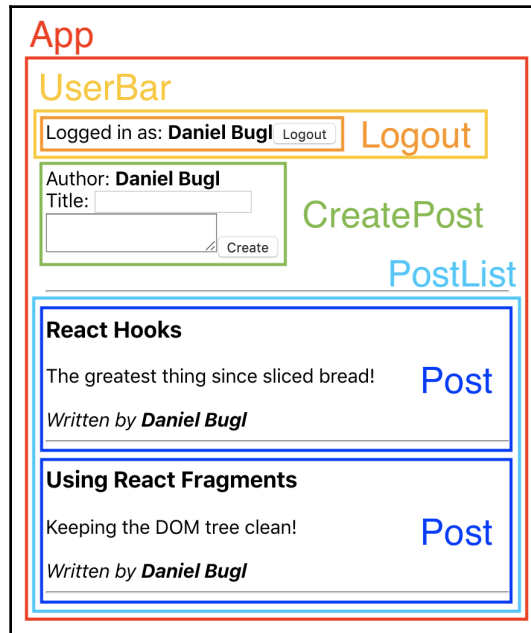 App
UserBar
Logged in as: Daniel Bugl Logout Logout
Author: Daniel Bugl
Title:
CreatePost
Create
PostList
React Hooks
The greatest thing since sliced bread!
Post
Written by Daniel Bugl
Using React Fragments
Keeping the DOM tree clean!
Post
Written by Daniel Bugl